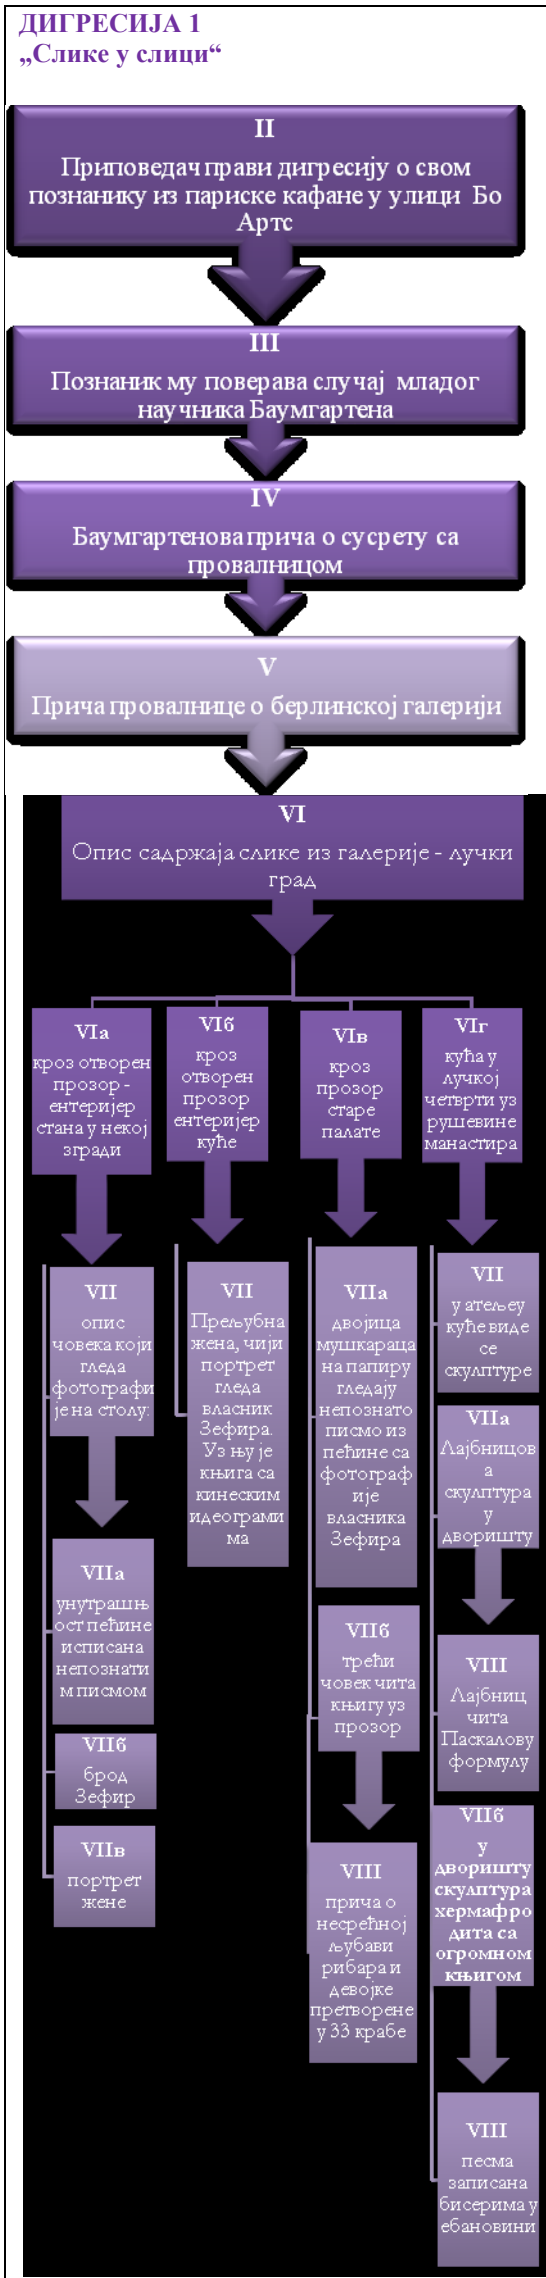 ДИГРЕСИЈА 1
„Слике у слици“
II
Приповедач прави дигресију о свом
познанику из париске кафане у улици Бо
Артс
III
Познаник му поверава случај младог
научника Баумгартена
IV
Баумгартенова прича о сусрету са
провалницом
V
Прича провалнице о берлинској галерији
VI
Опис садржаја слике из галерије - лучки
град
VIа
кроз отворен
прозор -
ентеријер
стана у некој
згради
VIб
кроз
отворен
прозор
ентеријер
куће
VIв
кроз
прозор
старе
палате
VIг
кућа у
лучкој
четврти уз
рушевине
манастира
VII
опис
човека који
гледа
фотографи
је на столу:
VIIа
унутрашњ
ост пећине
исписана
непознати
м писмом
VIIб
брод
Зефир
VIIв
портрет
жене
VII
Прељубна
жена, чији
портрет
гледа
власник
Зефира.
Уз њу је
књига са
кинеским
идеограми
ма
VIIа
двојица
мушкараца
на папиру
гледају
непознато
писмо из
пећине са
фотограф
ије
власника
Зефира
VIIб
трећи
човек чита
књигу уз
прозор
VIII
прича о
несрећној
љубави
рибара и
девојке
претворене
у 33 крабе
VII
у атељеу
куће виде
се
скулптуре
VIIа
Лајбницов
а
скулптура
у
дворишту
VIII
Лајбниц
чита
Паскалову
формулу
VIIб
у
дворишту
скулптура
хермафро
дита са
огромном
књигом
VIII
песма
записана
бисерима у
ебановини